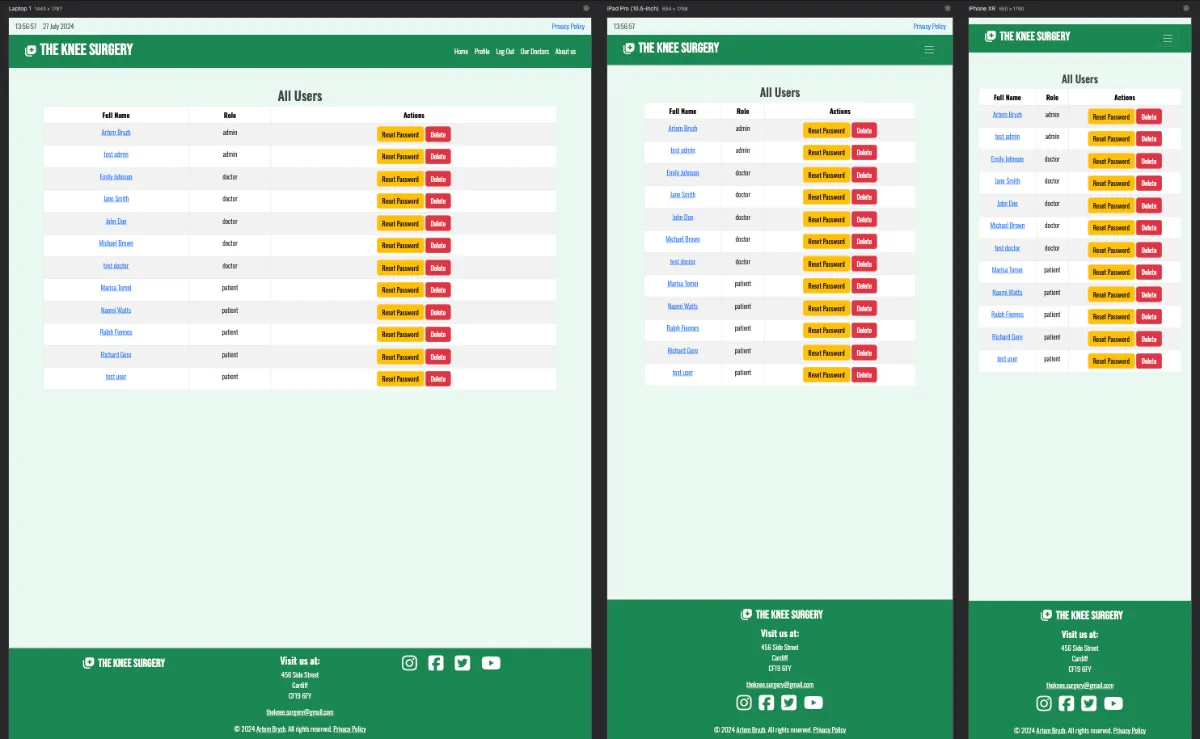 Laptop 1 1440 x 1787
13:56:57 27 July 2024 Privacy Policy
THE KNEE SURGERY Home Profile Log Out Our Doctors About us
All Users
Full Name Role Actions
Artem Bryzh admin Reset Password Delete
test admin admin Reset Password Delete
Emily Johnson doctor Reset Password Delete
Jane Smith doctor Reset Password Delete
John Doe doctor Reset Password Delete
Michael Brown doctor Reset Password Delete
test doctor doctor Reset Password Delete
Marisa Tomei patient Reset Password Delete
Naomi Watts patient Reset Password Delete
Ralph Fiennes patient Reset Password Delete
Richard Gere patient Reset Password Delete
test user patient Reset Password Delete
THE KNEE SURGERY
Visit us at:
456 Side Street
Cardiff
CF19 6FY
theknee.surgery@gmail.com
© 2024 Artem Bryzh. All rights reserved. Privacy Policy
iPad Pro (10.5-inch)
13:56:57 Privacy Policy
THE KNEE SURGERY
All Users
Full Name Role Actions
Artem Bryzh admin Reset Password Delete
test admin admin Reset Password Delete
Emily Johnson doctor Reset Password Delete
Jane Smith doctor Reset Password Delete
John Doe doctor Reset Password Delete
Michael Brown doctor Reset Password Delete
test doctor doctor Reset Password Delete
Marisa Tomei patient Reset Password Delete
Naomi Watts patient Reset Password Delete
Ralph Fiennes patient Reset Password Delete
Richard Gere patient Reset Password Delete
test user patient Reset Password Delete
THE KNEE SURGERY
Visit us at:
456 Side Street
Cardiff
CF19 6FY
theknee.surgery@gmail.com
© 2024 Artem Bryzh. All rights reserved. Privacy Policy
iPhone XR
THE KNEE SURGERY
All Users
Full Name Role Actions
Artem Bryzh admin Reset Password Delete
test admin admin Reset Password Delete
Emily Johnson doctor Reset Password Delete
Jane Smith doctor Reset Password Delete
John Doe doctor Reset Password Delete
Michael Brown doctor Reset Password Delete
test doctor doctor Reset Password Delete
Marisa Tomei patient Reset Password Delete
Naomi Watts patient Reset Password Delete
Ralph Fiennes patient Reset Password Delete
Richard Gere patient Reset Password Delete
test user patient Reset Password Delete
THE KNEE SURGERY
Visit us at:
456 Side Street
Cardiff
CF19 6FY
theknee.surgery@gmail.com
© 2024 Artem Bryzh. All rights reserved. Privacy Policy